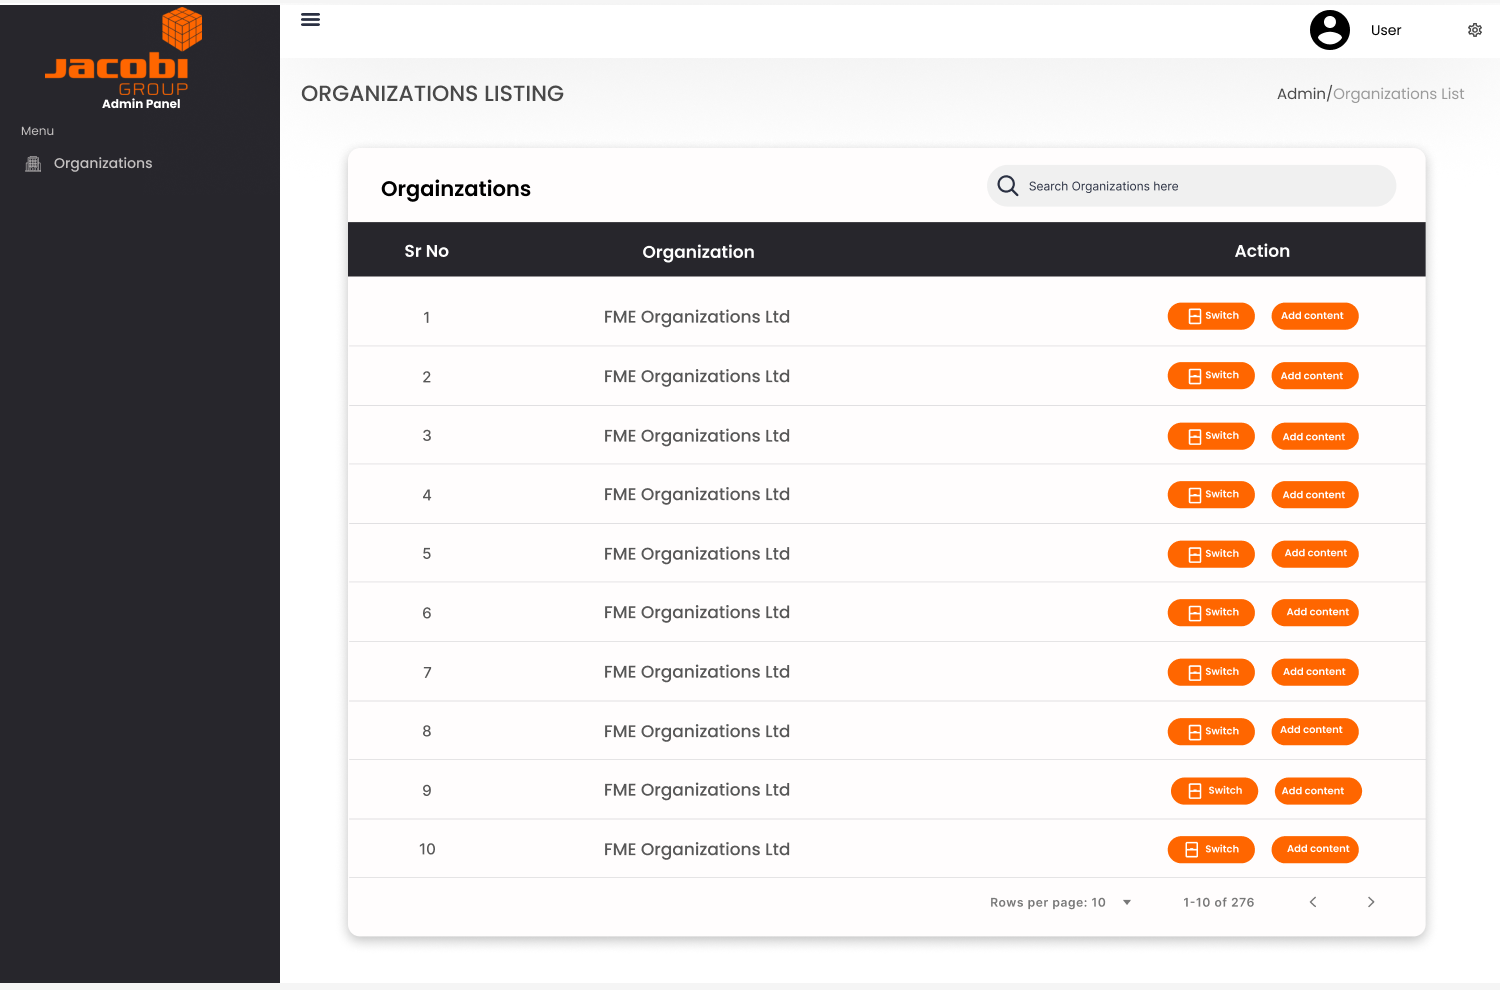 Jacobi
GROUP
Admin Panel
Menu
Organizations
User
ORGANIZATIONS LISTING
Admin/Organizations List
Orgainzations
Search Organizations here
Sr No Organization Action
1 FME Organizations Ltd Switch Add content
2 FME Organizations Ltd Switch Add content
3 FME Organizations Ltd Switch Add content
4 FME Organizations Ltd Switch Add content
5 FME Organizations Ltd Switch Add content
6 FME Organizations Ltd Switch Add content
7 FME Organizations Ltd Switch Add content
8 FME Organizations Ltd Switch Add content
9 FME Organizations Ltd Switch Add content
10 FME Organizations Ltd Switch Add content
Rows per page: 10 1-10 of 276